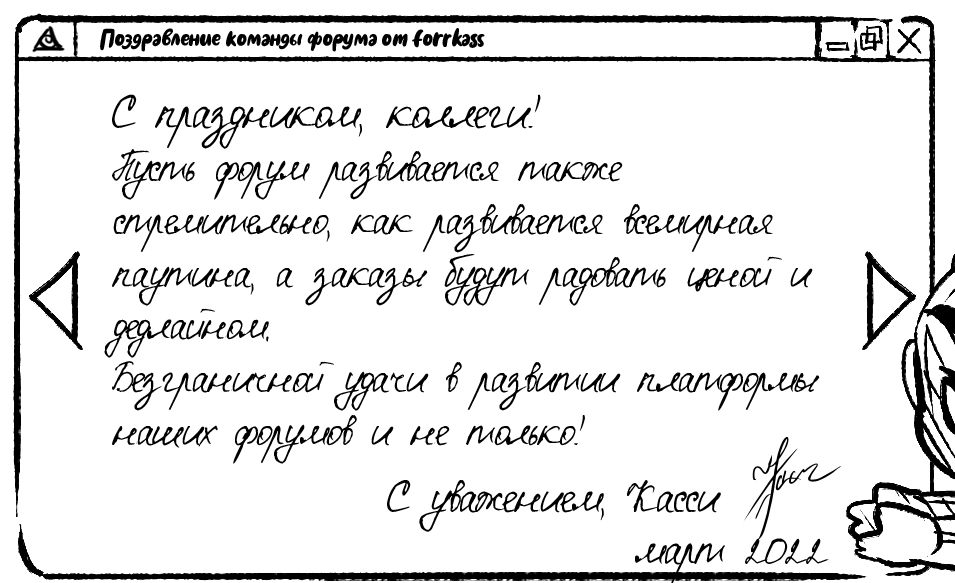 Поздравление команды форума от forrkass
С праздником, коллеги!
Пусть форум развивается также
стремительно, как развивается всемирная
паутина, а заказы будут радовать ценой и
дедлайном.
Безграничной удачи в развитии платформы
наших форумов и не только!
С уважением, Касси
март 2022